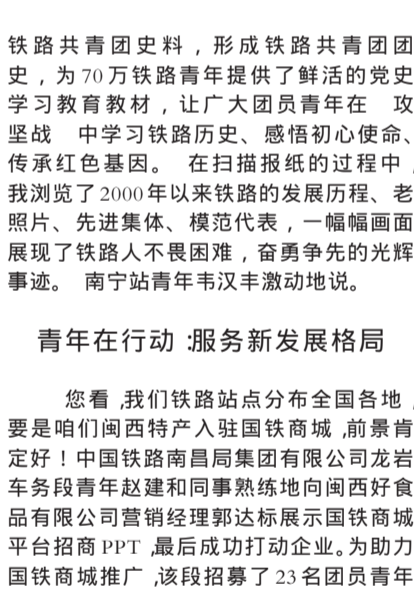 铁路共青团史料，形成铁路共青团团
史，为70万铁路青年提供了鲜活的党史
学习教育教材，让广大团员青年在 攻
坚战 中学习铁路历史、感悟初心使命、
传承红色基因。 在扫描报纸的过程中，
我浏览了2000年以来铁路的发展历程、老
照片、先进集体、模范代表，一幅幅画面
展现了铁路人不畏困难，奋勇争先的光辉
事迹。 南宁站青年韦汉丰激动地说。
青年在行动：服务新发展格局
您看，我们铁路站点分布全国各地，
要是咱们闽西特产入驻国铁商城，前景肯
定好！中国铁路南昌局集团有限公司龙岩
车务段青年赵建和同事熟练地向闽西好食
品有限公司营销经理郭达标展示国铁商城
平台招商PPT，最后成功打动企业。为助力
国铁商城推广，该段招募了23名团员青年